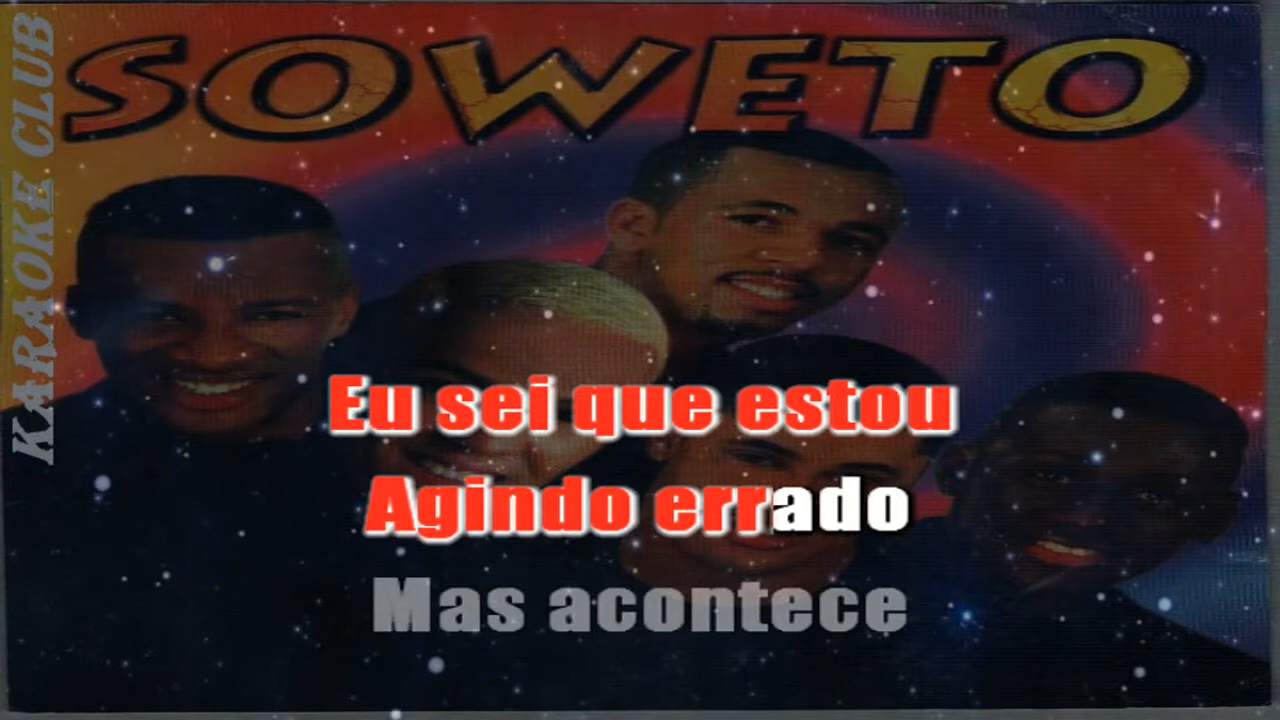 SOWETO
KARAOKE CLUB
Eu sei que estou
Agindo errado
Mas acontece